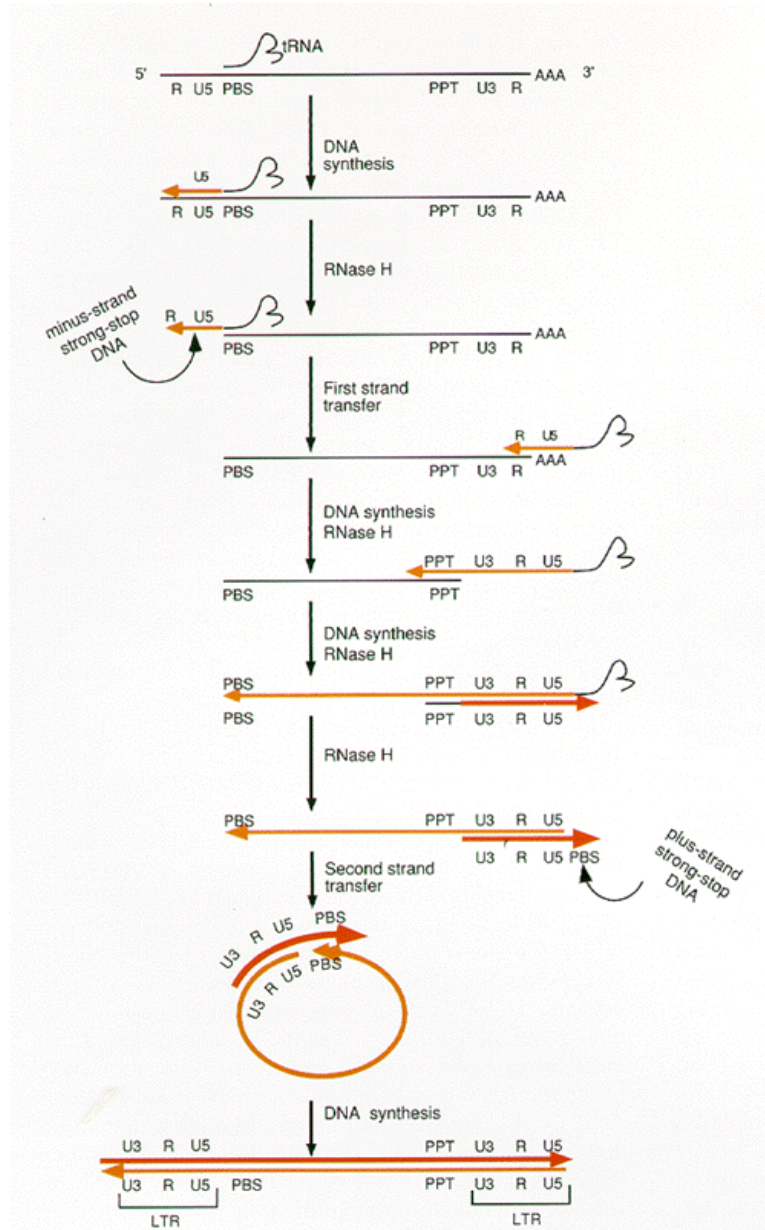 tRNA
5' AAA 3'
R U5 PBS PPT U3 R
DNA
synthesis
U5
AAA
R U5 PBS PPT U3 R
RNase H
minus-strand
strong-stop
DNA
R U5
AAA
PBS PPT U3 R
First strand
transfer
R U5
AAA
PBS PPT U3 R
DNA synthesis
RNase H
PPT U3 R U5
PBS PPT
DNA synthesis
RNase H
PBS PPT U3 R U5
PBS PPT U3 R U5
RNase H
PBS PPT U3 R U5
U3 R U5 PBS
plus-strand
strong-stop
DNA
Second strand
transfer
U3 R U5 PBS
U3 R U5 PBS
DNA synthesis
U3 R U5 PPT U3 R U5
U3 R U5 PBS PPT U3 R U5
LTR LTR